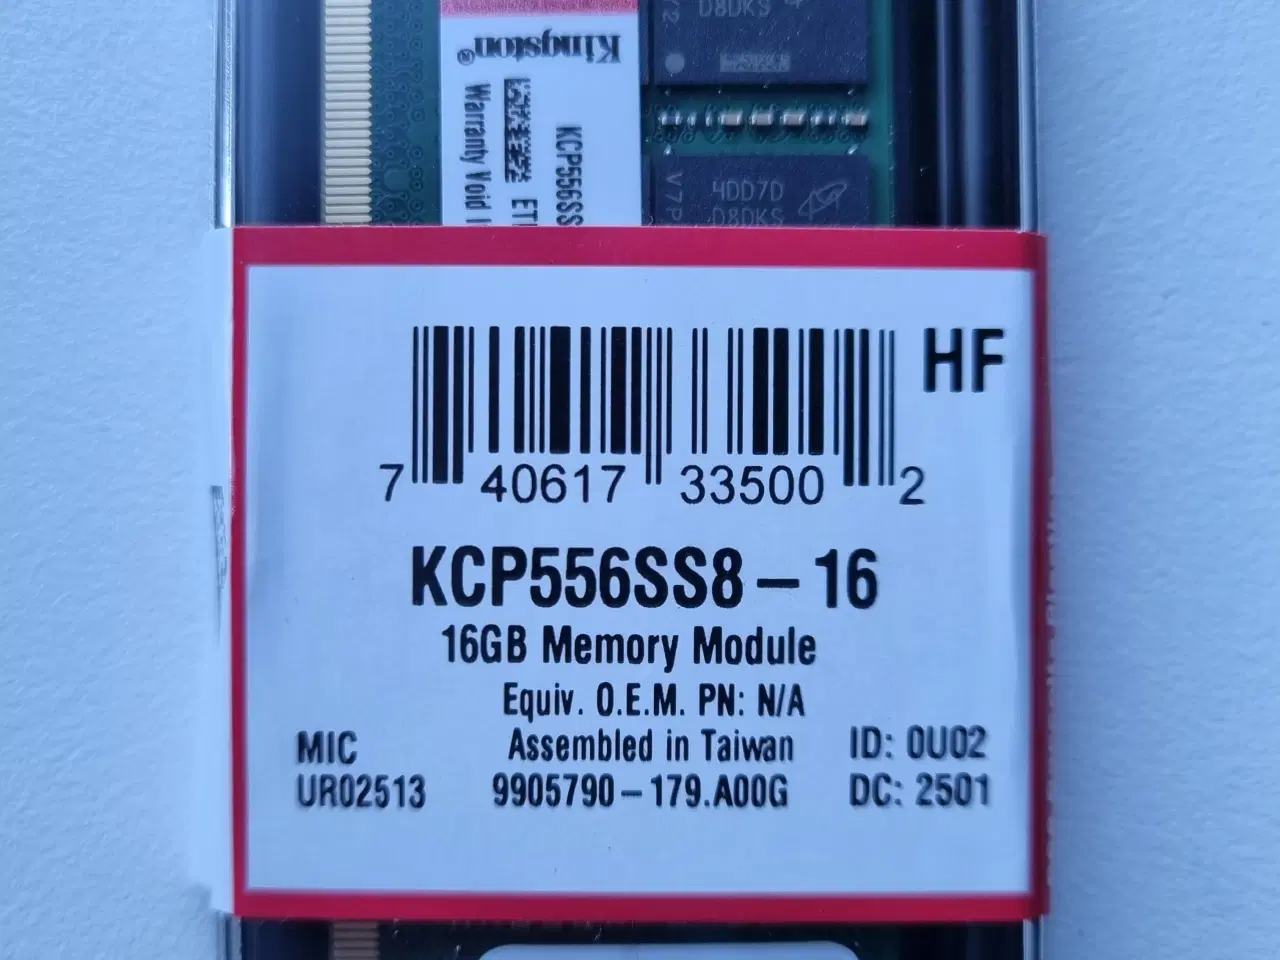 D8DKS
Kingston®
Warranty Void
KCP556SS
4DD7D
D8DKS
HF
7 40617 33500 2
KCP556SS8-16
16GB Memory Module
Equiv. O.E.M. PN: N/A
MIC Assembled in Taiwan ID: 0U02
UR02513 9905790-179.A00G DC: 2501